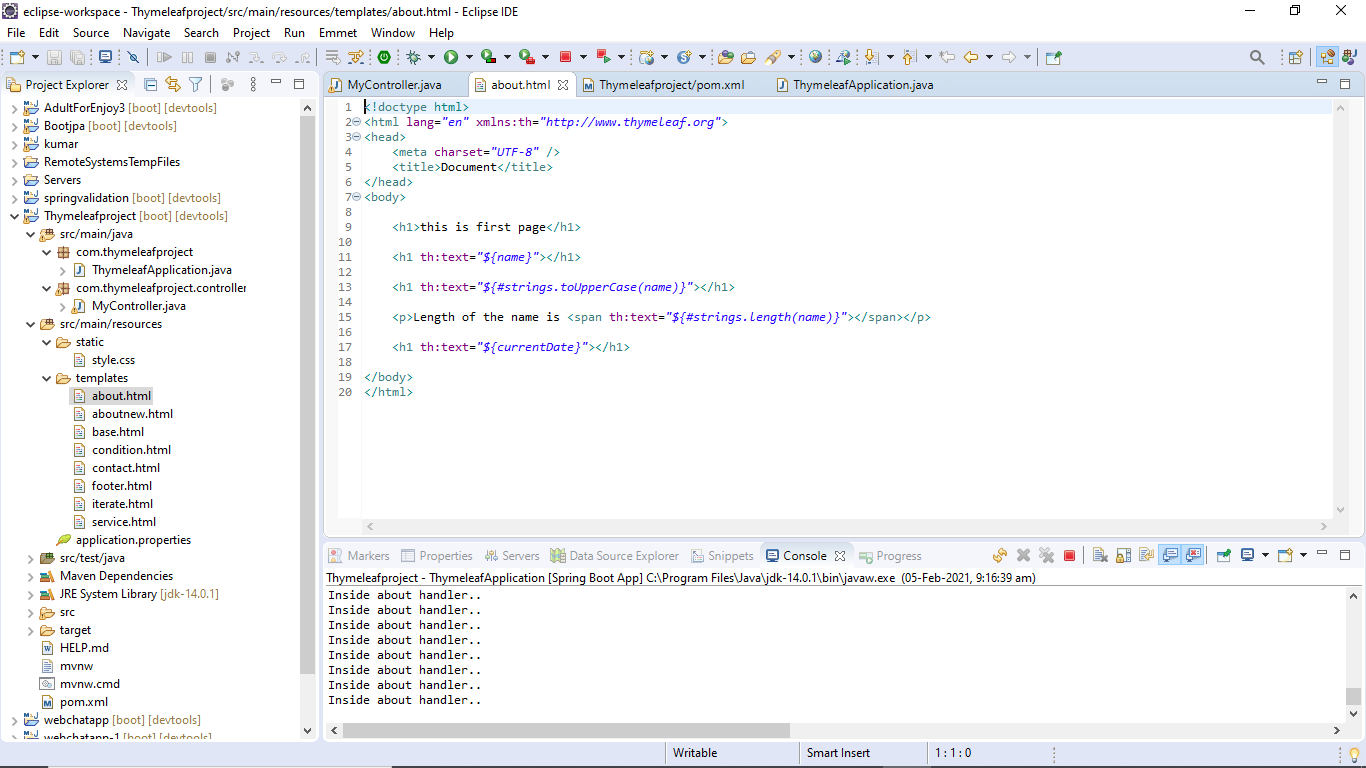 eclipse-workspace - Thymeleafproject/src/main/resources/templates/about.html - Eclipse IDE
File Edit Source Navigate Search Project Run Emmet Window Help
Project Explorer
AdultForEnjoy3 [boot] [devtools]
Bootjpa [boot] [devtools]
kumar
RemoteSystemsTempFiles
Servers
springvalidation [boot] [devtools]
Thymeleafproject [boot] [devtools]
src/main/java
com.thymeleafproject
ThymeleafApplication.java
com.thymeleafproject.controller
MyController.java
src/main/resources
static
style.css
templates
about.html
aboutnew.html
base.html
condition.html
contact.html
footer.html
iterate.html
service.html
application.properties
src/test/java
Maven Dependencies
JRE System Library [jdk-14.0.1]
src
target
HELP.md
mvnw
mvnw.cmd
pom.xml
webchatapp [boot] [devtools]
webchatapp-1 [boot] [devtools]
MyController.java about.html Thymeleafproject/pom.xml ThymeleafApplication.java
1 <!doctype html>
2 <html lang="en" xmlns:th="http://www.thymeleaf.org">
3 <head>
4 <meta charset="UTF-8" />
5 <title>Document</title>
6 </head>
7 <body>
8
9 <h1>this is first page</h1>
10
11 <h1 th:text="${name}"></h1>
12
13 <h1 th:text="${#strings.toUpperCase(name)}"></h1>
14
15 <p>Length of the name is <span th:text="${#strings.length(name)}"></span></p>
16
17 <h1 th:text="${currentDate}"></h1>
18
19 </body>
20 </html>
Markers Properties Servers Data Source Explorer Snippets Console Progress
Thymeleafproject - ThymeleafApplication [Spring Boot App] C:\Program Files\Java\jdk-14.0.1\bin\javaw.exe (05-Feb-2021, 9:16:39 am)
Inside about handler..
Inside about handler..
Inside about handler..
Inside about handler..
Inside about handler..
Inside about handler..
Inside about handler..
Inside about handler..
Writable Smart Insert 1 : 1 : 0